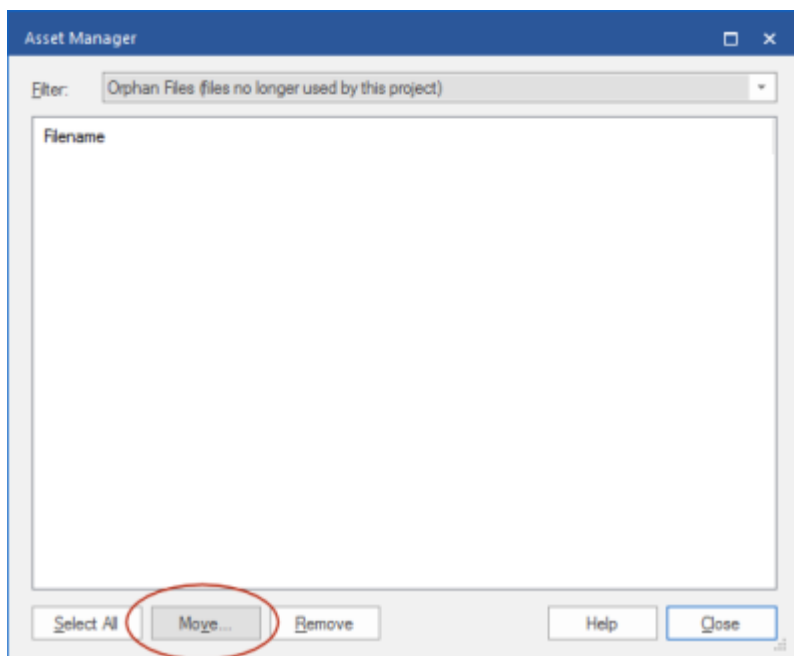 Asset Manager
Filter: Orphan Files (files no longer used by this project)
Filename
Select All Move... Remove Help Close